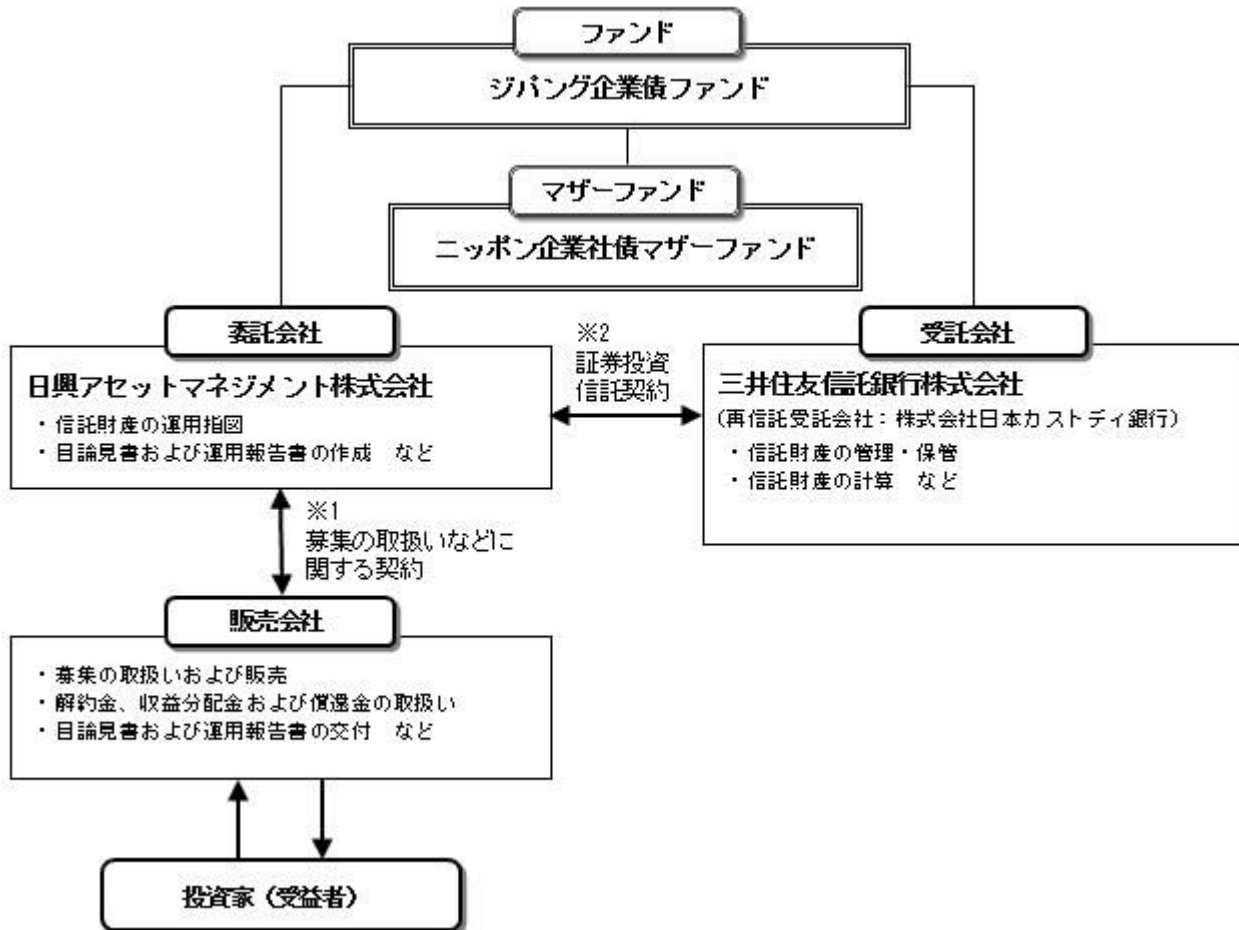 ファンド
ジパング企業債ファンド
マザーファンド
ニッポン企業社債マザーファンド
委託会社
日興アセットマネジメント株式会社
・信託財産の運用指図
・目論見書および運用報告書の作成　など
※2
証券投資
信託契約
受託会社
三井住友信託銀行株式会社
(再信託受託会社：株式会社日本カストディ銀行)
・信託財産の管理・保管
・信託財産の計算　など
※1
募集の取扱いなどに
関する契約
販売会社
・募集の取扱いおよび販売
・解約金、収益分配金および償還金の取扱い
・目論見書および運用報告書の交付　など
投資家（受益者）